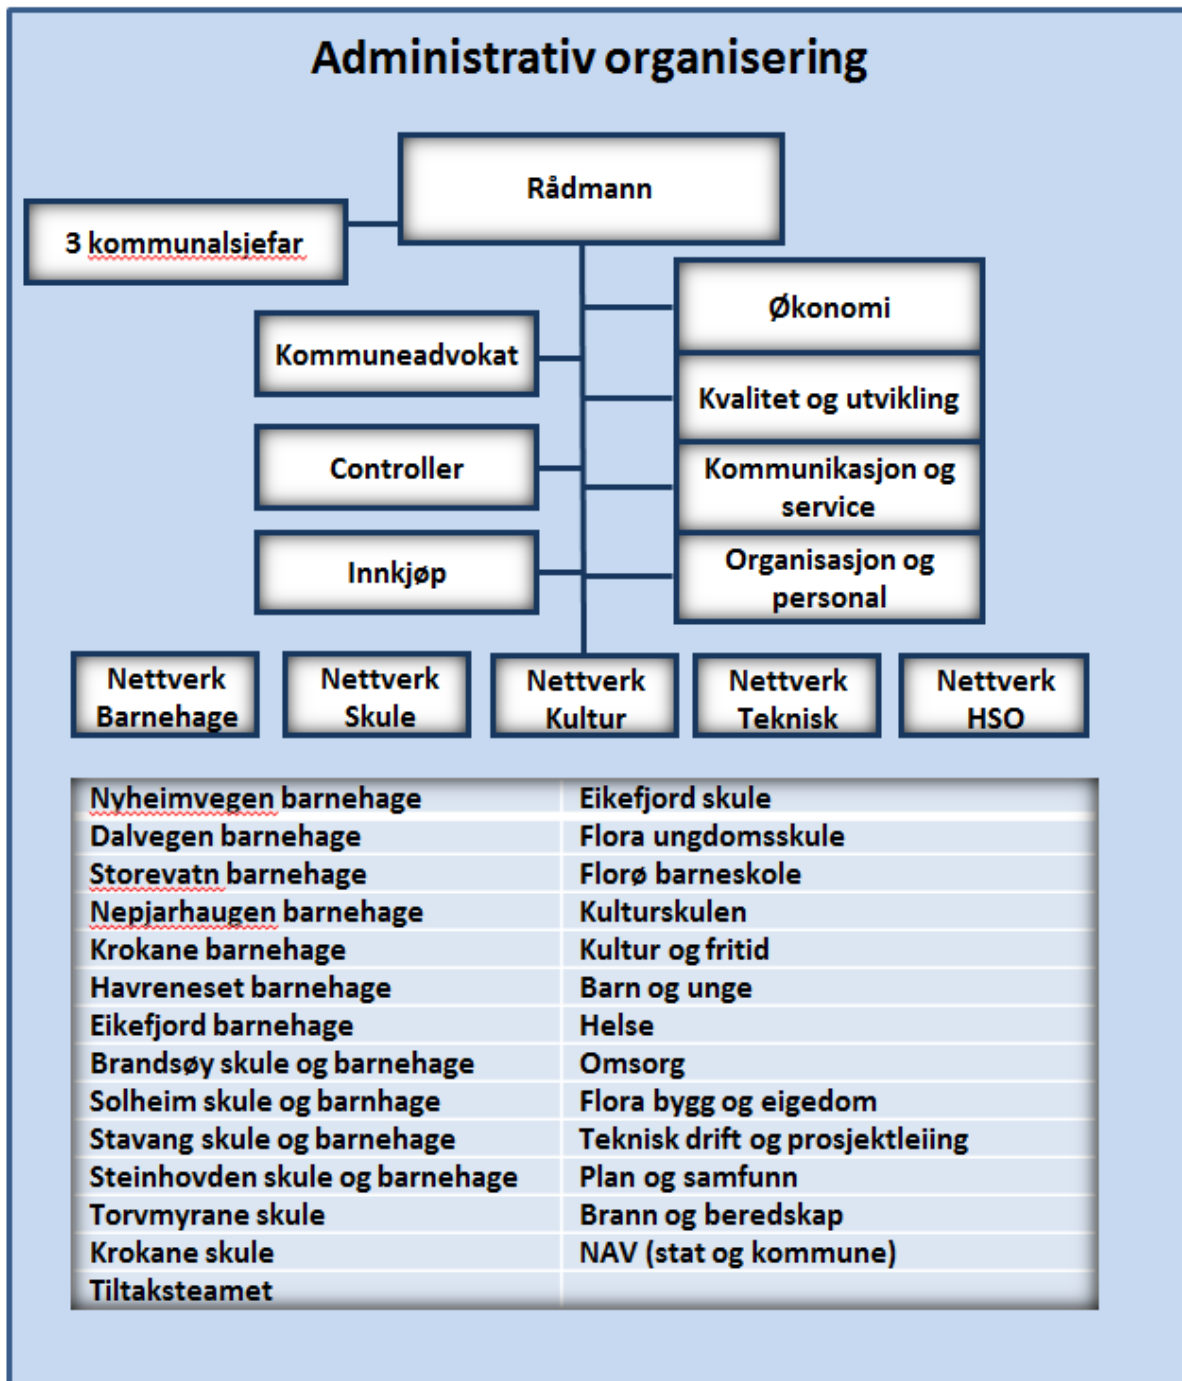 Administrativ organisering
Rådmann
3 kommunalsjefar
Økonomi
Kommuneadvokat
Kvalitet og utvikling
Controller
Kommunikasjon og
service
Innkjøp
Organisasjon og
personal
Nettverk
Barnehage
Nettverk
Skule
Nettverk
Kultur
Nettverk
Teknisk
Nettverk
HSO
Nyheimvegen barnehage
Eikefjord skule
Dalvegen barnehage
Flora ungdomsskule
Storevatn barnehage
Florø barneskole
Nepjarhaugen barnehage
Kulturskulen
Krokane barnehage
Kultur og fritid
Havreneset barnehage
Barn og unge
Eikefjord barnehage
Helse
Brandsøy skule og barnehage
Omsorg
Solheim skule og barnhage
Flora bygg og eigedom
Stavang skule og barnehage
Teknisk drift og prosjektleiing
Steinhovden skule og barnehage
Plan og samfunn
Torvmyrane skule
Brann og beredskap
Krokane skule
NAV (stat og kommune)
Tiltaksteamet